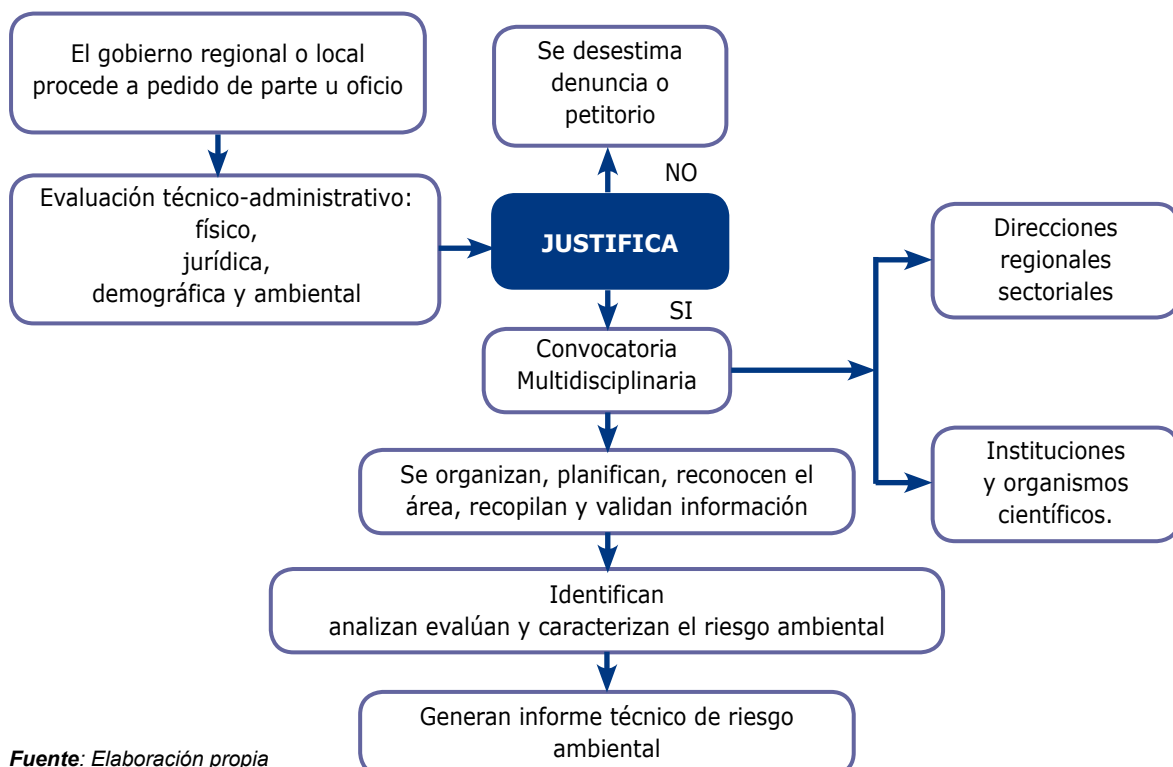 El gobierno regional o local
procede a pedido de parte u oficio
Se desestima
denuncia o
petitorio
NO
Evaluación técnico-administrativo:
físico,
jurídica,
demográfica y ambiental
JUSTIFICA
SI
Direcciones
regionales
sectoriales
Convocatoria
Multidisciplinaria
Instituciones
y organismos
científicos.
Se organizan, planifican, reconocen el
área, recopilan y validan información
Identifican
analizan evalúan y caracterizan el riesgo ambiental
Generan informe técnico de riesgo
ambiental
Fuente: Elaboración propia